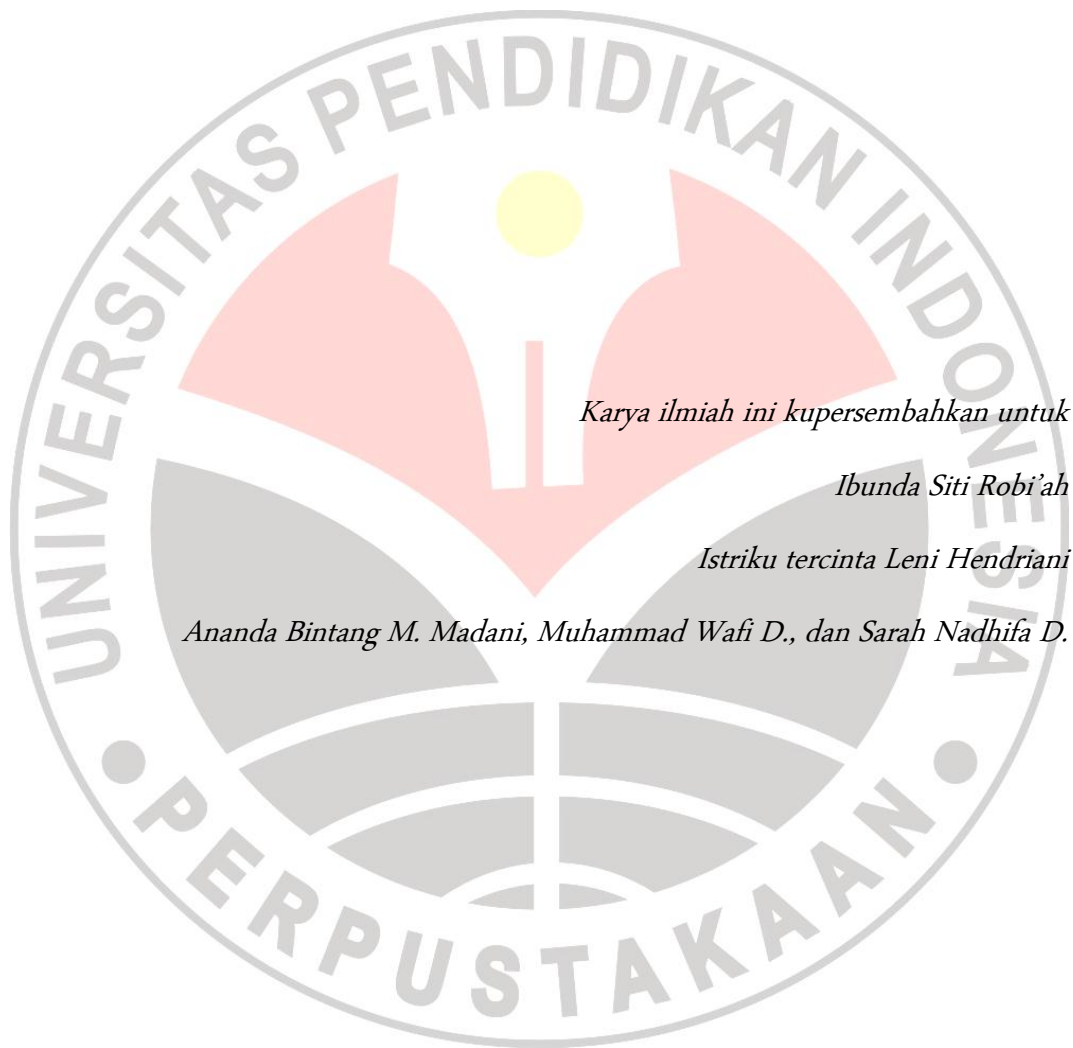 UNIVERSITAS PENDIDIKAN INDONESIA
Karya ilmiah ini kupersembahkan untuk
Ibunda Siti Robi’ah
Istriku tercinta Leni Hendriani
Ananda Bintang M. Madani, Muhammad Wafi D., dan Sarah Nadhifa D.
PERPUSTAKAAN